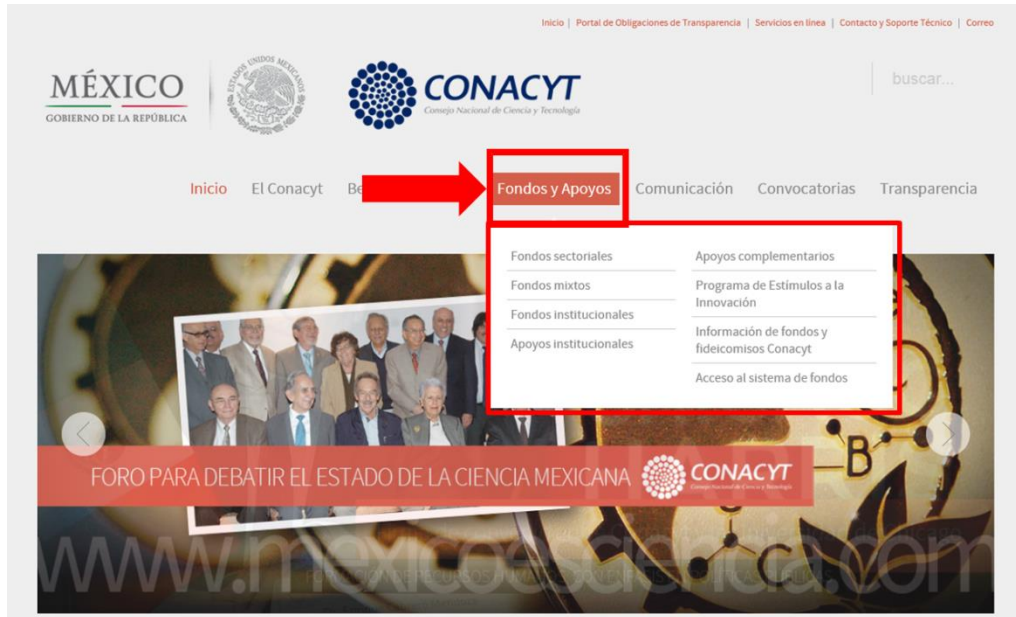 Inicio | Portal de Obligaciones de Transparencia | Servicios en línea | Contacto y Soporte Técnico | Correo
MÉXICO
GOBIERNO DE LA REPÚBLICA
ESTADOS UNIDOS MEXICANOS
CONACYT
Consejo Nacional de Ciencia y Tecnología
buscar...
Inicio El Conacyt Fondos y Apoyos Comunicación Convocatorias Transparencia
Fondos sectoriales
Fondos mixtos
Fondos institucionales
Apoyos institucionales
Apoyos complementarios
Programa de Estímulos a la
Innovación
Información de fondos y
fideicomisos Conacyt
Acceso al sistema de fondos
B
FORO PARA DEBATIR EL ESTADO DE LA CIENCIA MEXICANA CONACYT
Consejo Nacional de Ciencia y Tecnología
www.mexicoesciencia.com